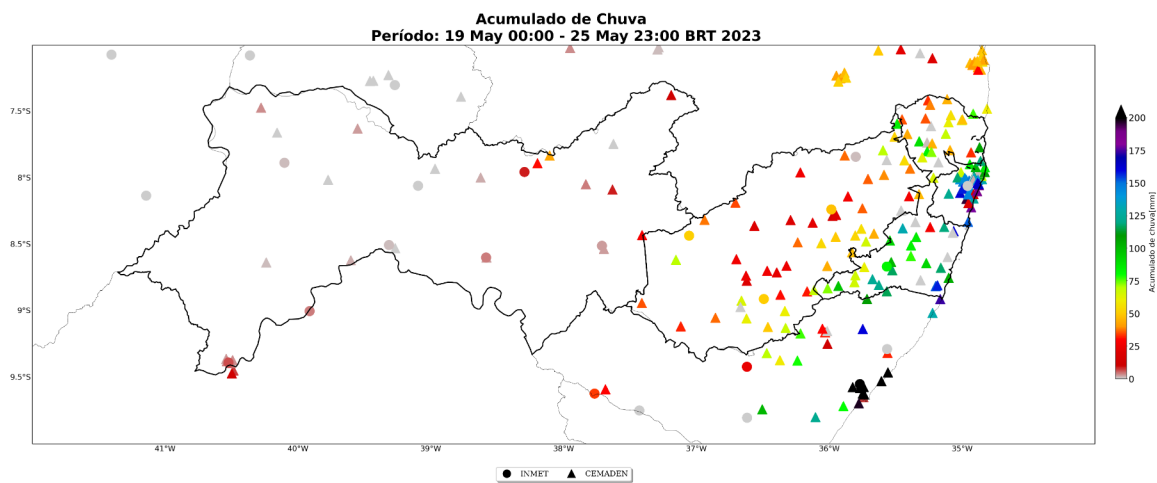 Acumulado de Chuva
Período: 19 May 00:00 - 25 May 23:00 BRT 2023
7.5°S
8°S
8.5°S
9°S
9.5°S
41°W
40°W
39°W
38°W
37°W
36°W
35°W
200
175
150
125
100
75
50
25
0
Acumulado de chuva[mm]
INMET
CEMADEN